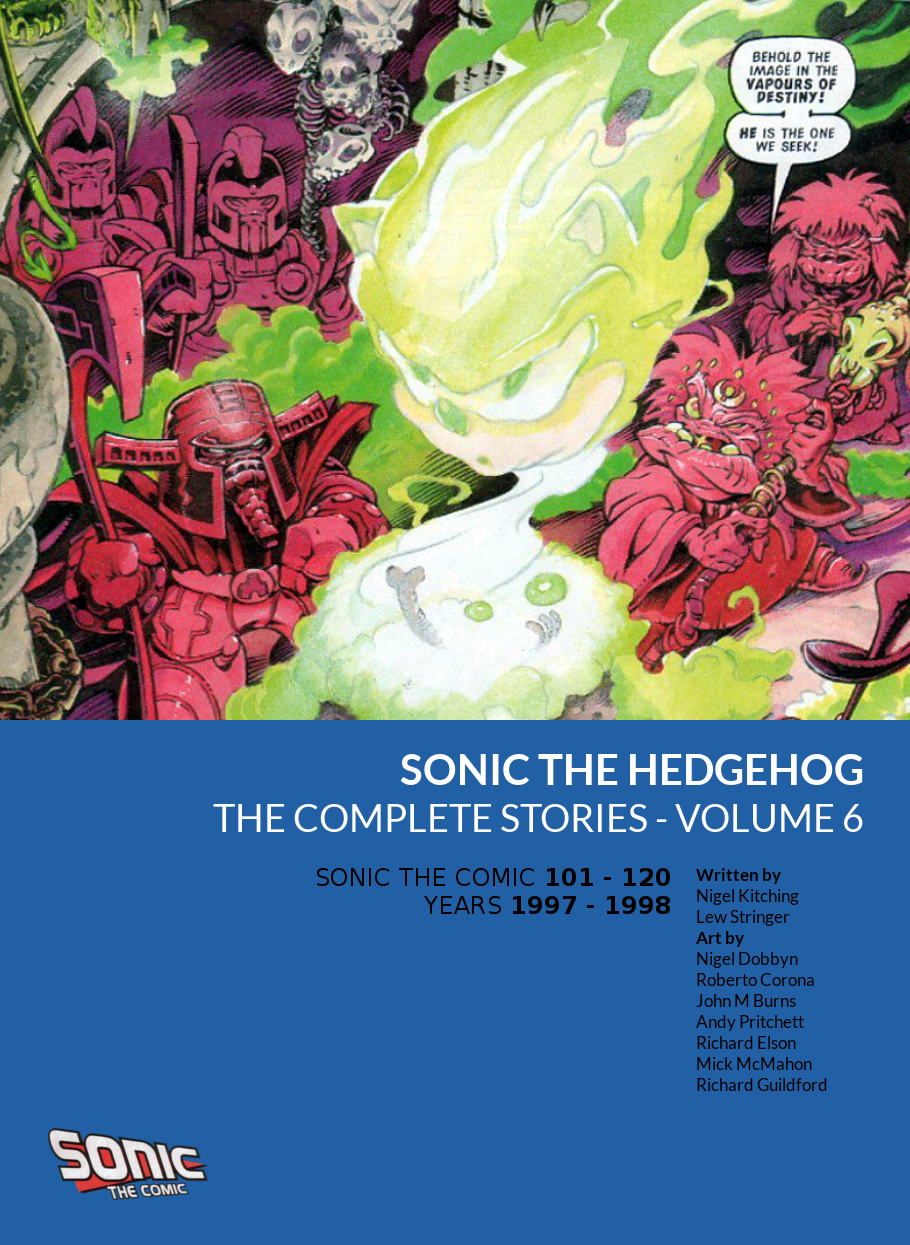 BEHOLD THE
IMAGE IN THE
VAPOURS OF
DESTINY!
HE IS THE ONE
WE SEEK!
SONIC THE HEDGEHOG
THE COMPLETE STORIES - VOLUME 6
SONIC THE COMIC 101 - 120
YEARS 1997 - 1998
Written by
Nigel Kitching
Lew Stringer
Art by
Nigel Dobbyn
Roberto Corona
John M Burns
Andy Pritchett
Richard Elson
Mick McMahon
Richard Guildford
SONIC
THE COMIC